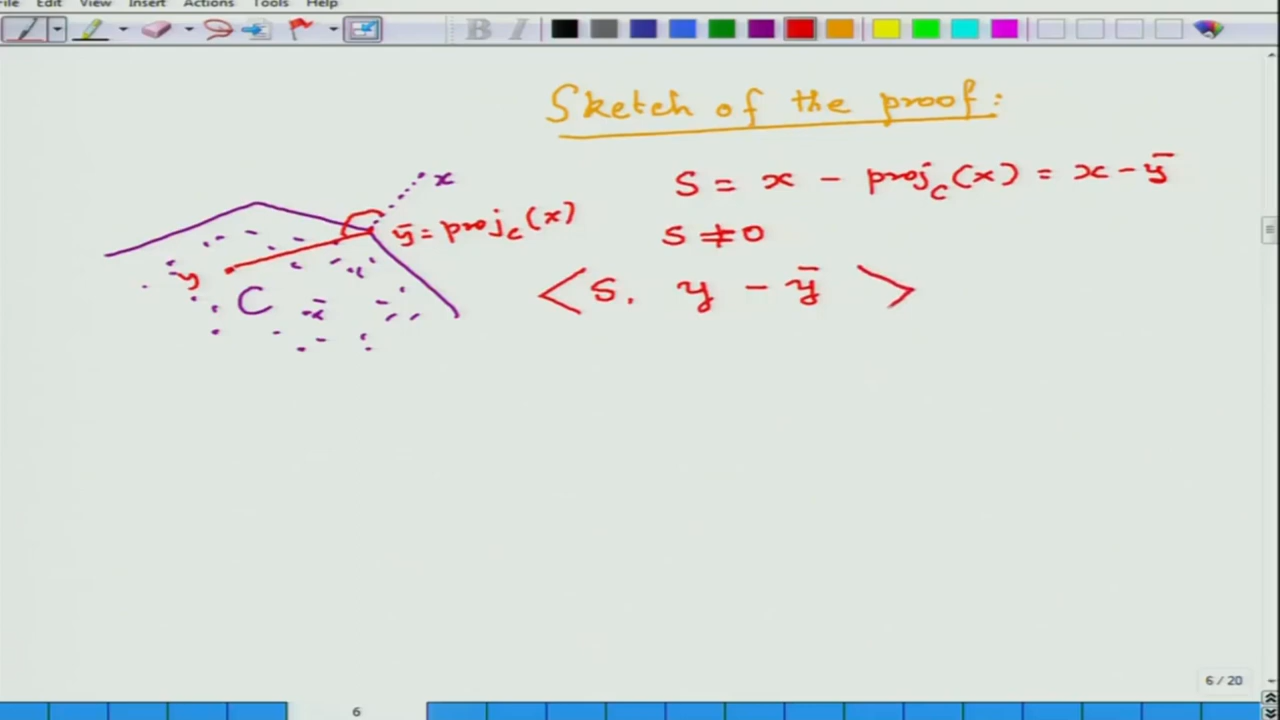 File Edit View Insert Actions Tools Help
B I
Sketch of the proof:
x
S = x - proj_C(x) = x - ȳ
ȳ = proj_C(x)
S ≠ 0
y
C
< S, y - ȳ >
6 / 20
6